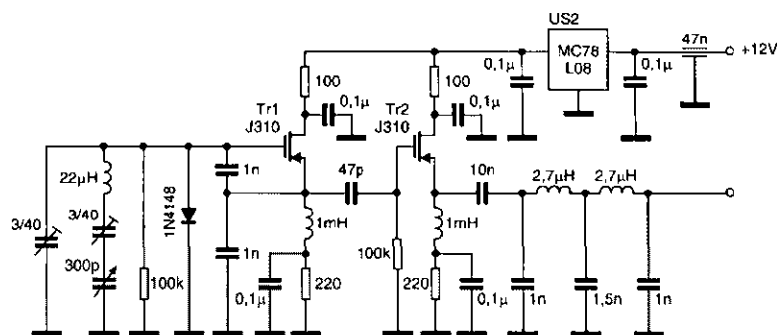 US2
MC78
L08
47n
+12V
0,1µ
0,1µ
100
100
0,1µ
0,1µ
Tr1
J310
Tr2
J310
22µH
3/40
3/40
300p
100k
1N4148
1n
1n
47p
1mH
0,1µ
220
100k
10n
1mH
220
0,1µ
2,7µH
2,7µH
1n
1,5n
1n